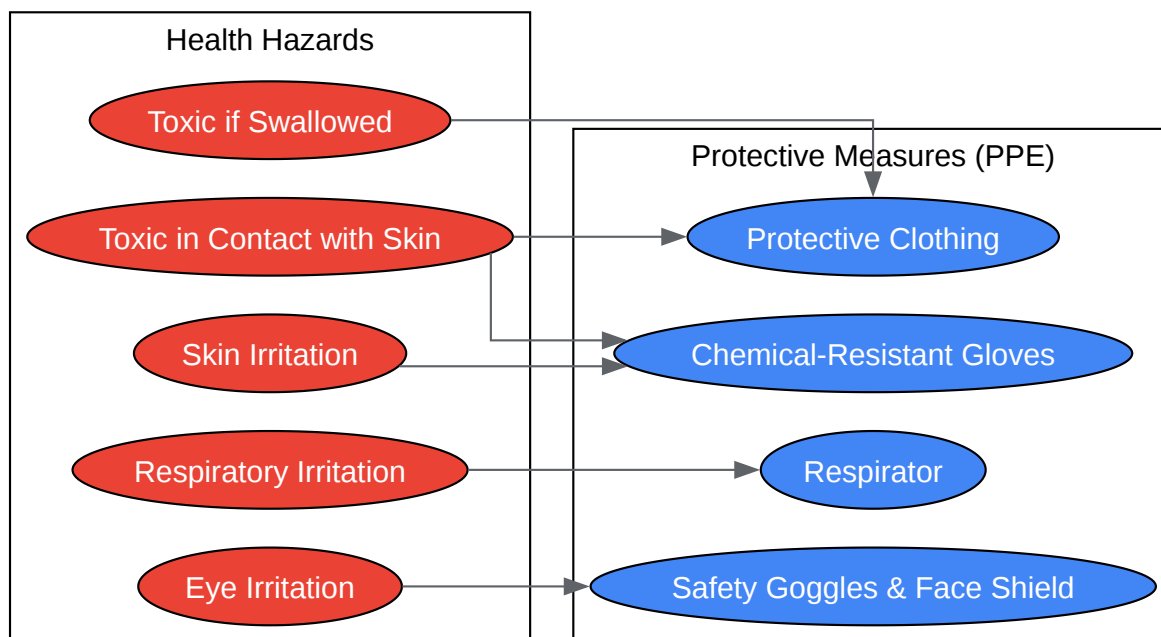 Health Hazards
Toxic if Swallowed
Toxic in Contact with Skin
Skin Irritation
Respiratory Irritation
Eye Irritation
Protective Measures (PPE)
Protective Clothing
Chemical-Resistant Gloves
Respirator
Safety Goggles & Face Shield